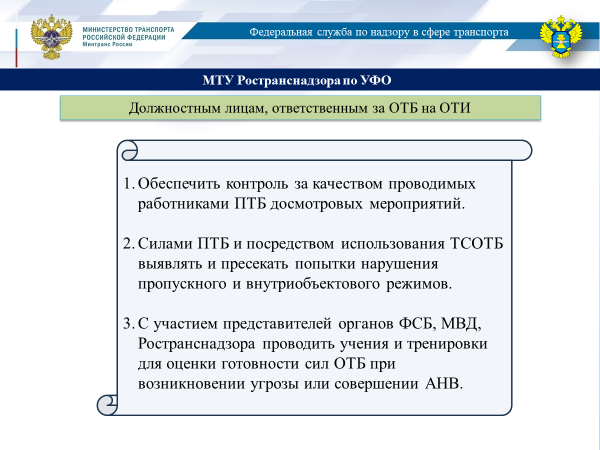 МИНИСТЕРСТВО ТРАНСПОРТА
РОССИЙСКОЙ ФЕДЕРАЦИИ
Минтранс России
Федеральная служба по надзору в сфере транспорта
МТУ Ространснадзора по УФО
Должностным лицам, ответственным за ОТБ на ОТИ
1. Обеспечить контроль за качеством проводимых
работниками ПТБ досмотровых мероприятий.
2. Силами ПТБ и посредством использования ТСОТБ
выявлять и пресекать попытки нарушения
пропускного и внутриобъектового режимов.
3. С участием представителей органов ФСБ, МВД,
Ространснадзора проводить учения и тренировки
для оценки готовности сил ОТБ при
возникновении угрозы или совершении АНВ.